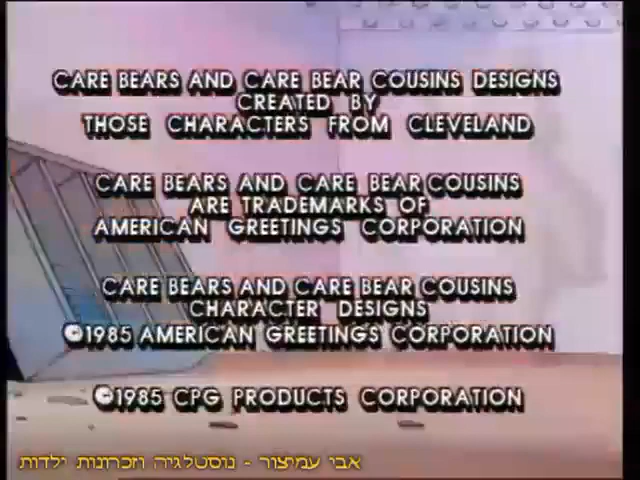 CARE BEARS AND CARE BEAR COUSINS DESIGNS
CREATED BY
THOSE CHARACTERS FROM CLEVELAND
CARE BEARS AND CARE BEAR COUSINS
ARE TRADEMARKS OF
AMERICAN GREETINGS CORPORATION
CARE BEARS AND CARE BEAR COUSINS
CHARACTER DESIGNS
©1985 AMERICAN GREETINGS CORPORATION
©1985 CPG PRODUCTS CORPORATION
אבי עמיצור - נוסטלגיה וזכרונות ילדות